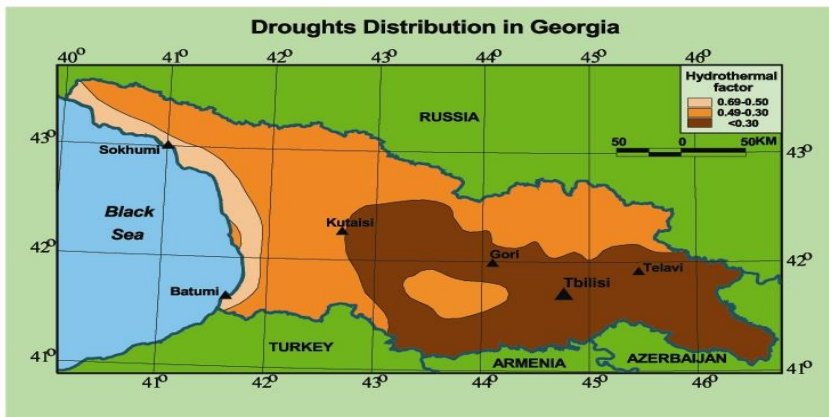 Droughts Distribution in Georgia
40° 41° 42° 43° 44° 45° 46°
Hydrothermal
factor
0.69-0.50
0.49-0.30
<0.30
RUSSIA
50 0 50KM
43° 43°
Sokhumi
Black
Sea
Kutaisi
42° 42°
Gori
Telavi
Tbilisi
Batumi
TURKEY
ARMENIA
AZERBAIJAN
41° 41°
41° 42° 43° 44° 45° 46°